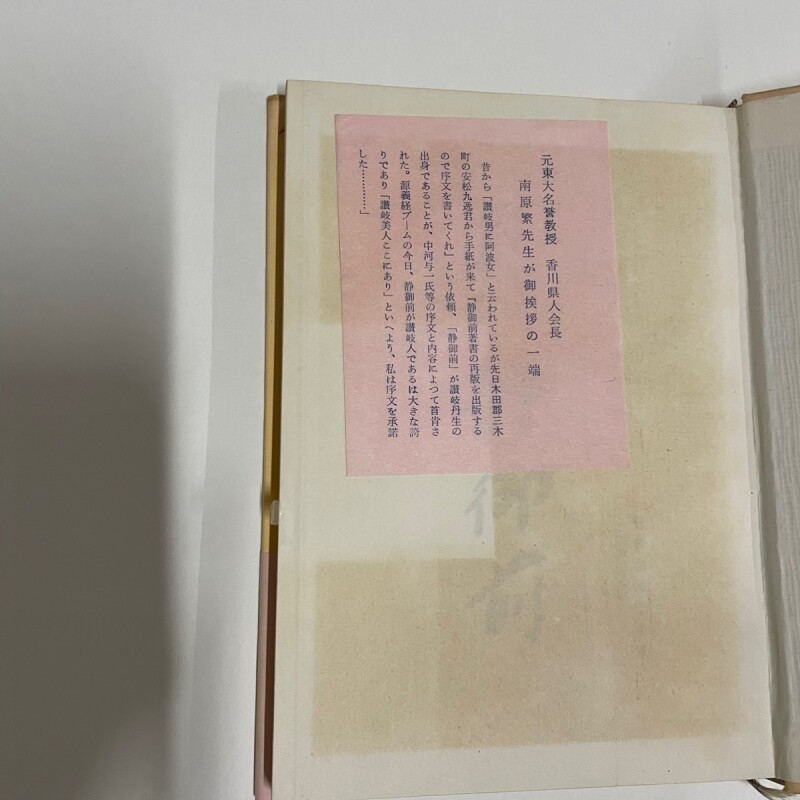 元東大名誉教授 香川県人会長
南原繁先生が御挨拶の一端
昔から「讃岐男に阿波女」と云われているが先日木田郡三木
町の安松九逸君から手紙が来て『静御前著書の再版を出版する
ので序文を書いてくれ』という依頼、「静御前」が讃岐丹生の
出身であることが、中河与一氏等の序文と内容によつて首肯さ
れた。源義経ブームの今日、静御前が讃岐人であるは大きな誇
りであり「讃岐美人ここにあり」といへより、私は序文を承諾
した…………」
御前